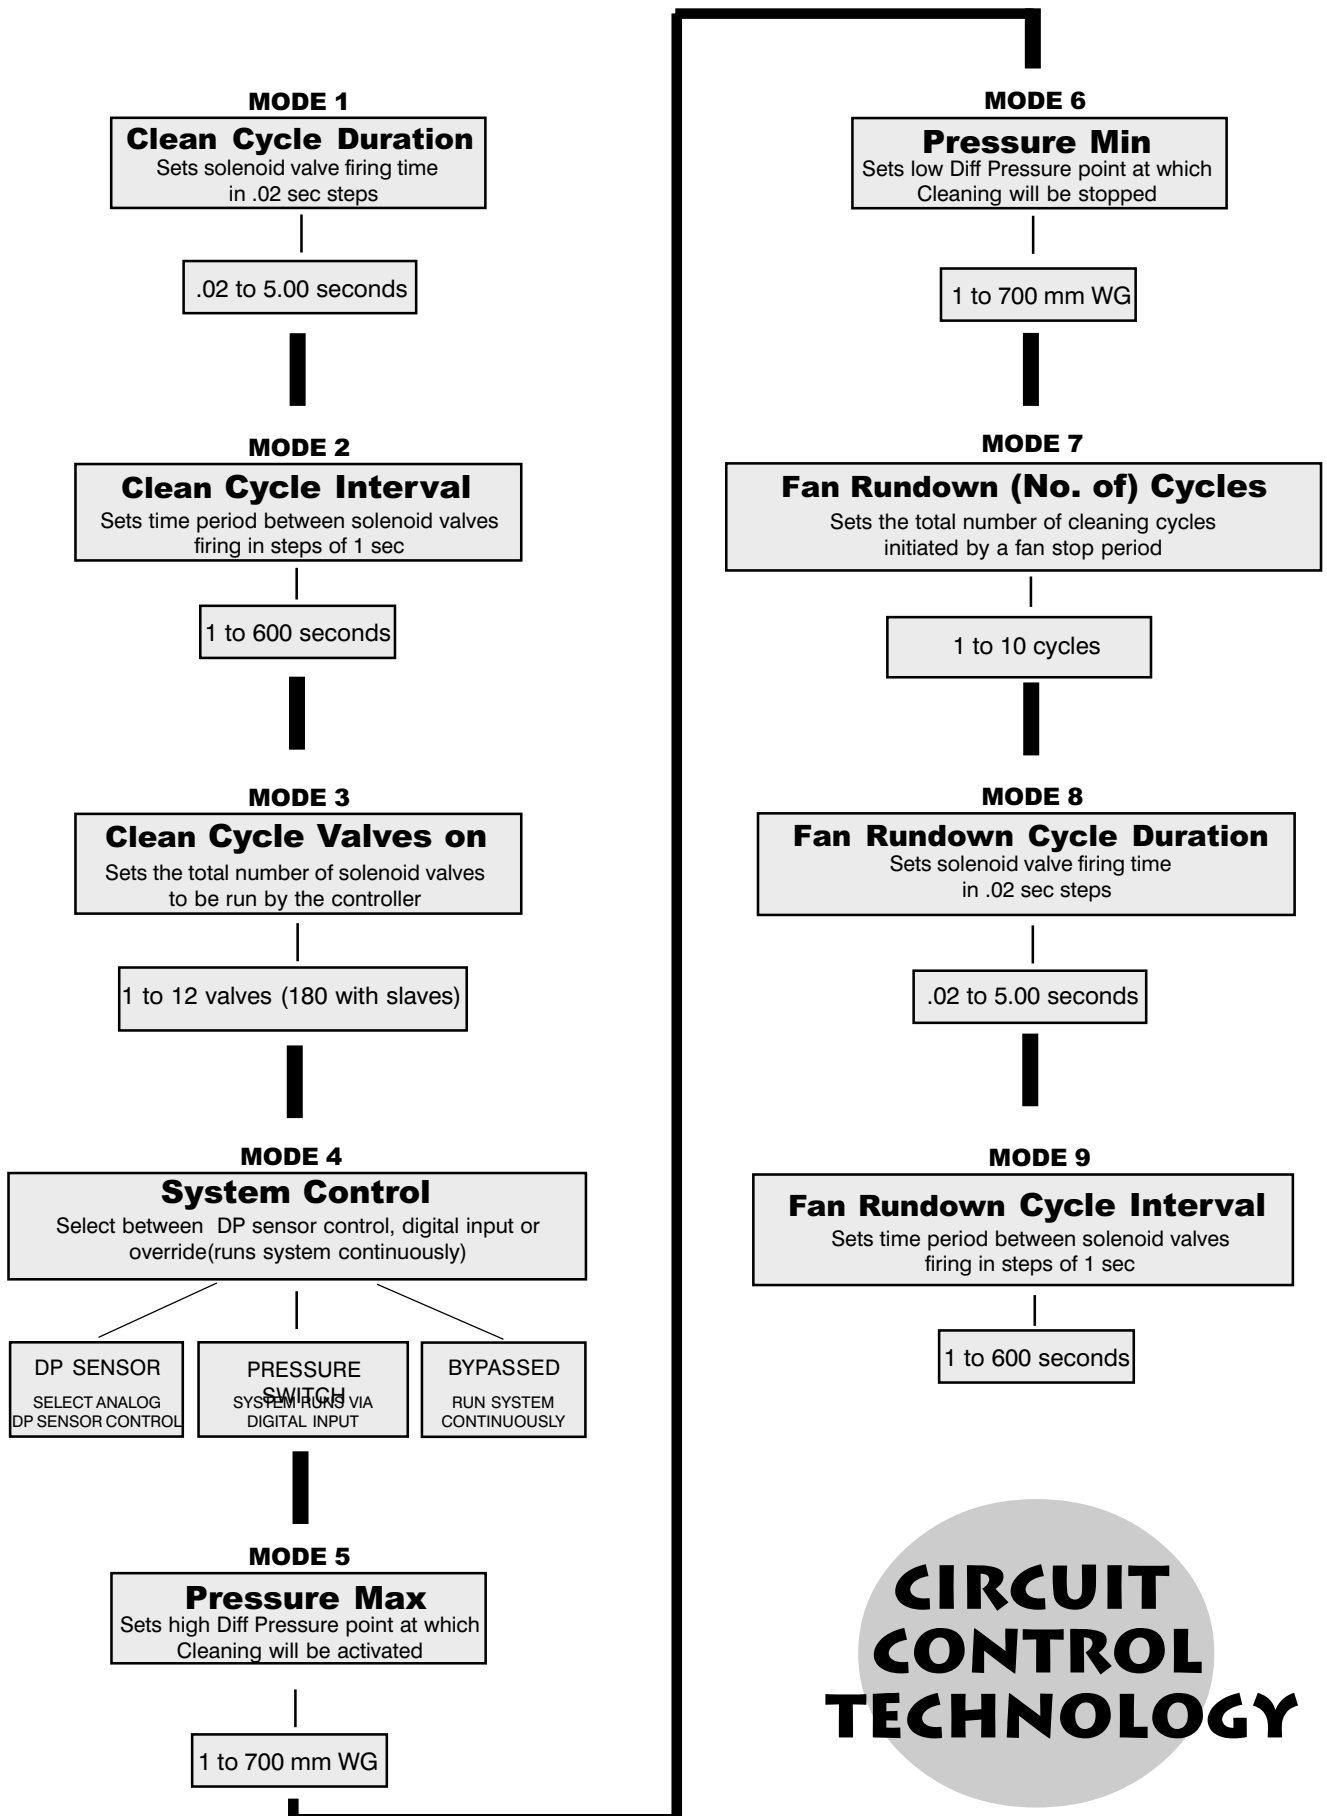 MODE 1
Clean Cycle Duration
Sets solenoid valve firing time
in .02 sec steps
.02 to 5.00 seconds
MODE 2
Clean Cycle Interval
Sets time period between solenoid valves
firing in steps of 1 sec
1 to 600 seconds
MODE 3
Clean Cycle Valves on
Sets the total number of solenoid valves
to be run by the controller
1 to 12 valves (180 with slaves)
MODE 4
System Control
Select between DP sensor control, digital input or
override(runs system continuously)
DP SENSOR
SELECT ANALOG
DP SENSOR CONTROL
PRESSURE
SWITCH
SYSTEM RUNS VIA
DIGITAL INPUT
BYPASSED
RUN SYSTEM
CONTINUOUSLY
MODE 5
Pressure Max
Sets high Diff Pressure point at which
Cleaning will be activated
1 to 700 mm WG
MODE 6
Pressure Min
Sets low Diff Pressure point at which
Cleaning will be stopped
1 to 700 mm WG
MODE 7
Fan Rundown (No. of) Cycles
Sets the total number of cleaning cycles
initiated by a fan stop period
1 to 10 cycles
MODE 8
Fan Rundown Cycle Duration
Sets solenoid valve firing time
in .02 sec steps
.02 to 5.00 seconds
MODE 9
Fan Rundown Cycle Interval
Sets time period between solenoid valves
firing in steps of 1 sec
1 to 600 seconds
CIRCUIT
CONTROL
TECHNOLOGY